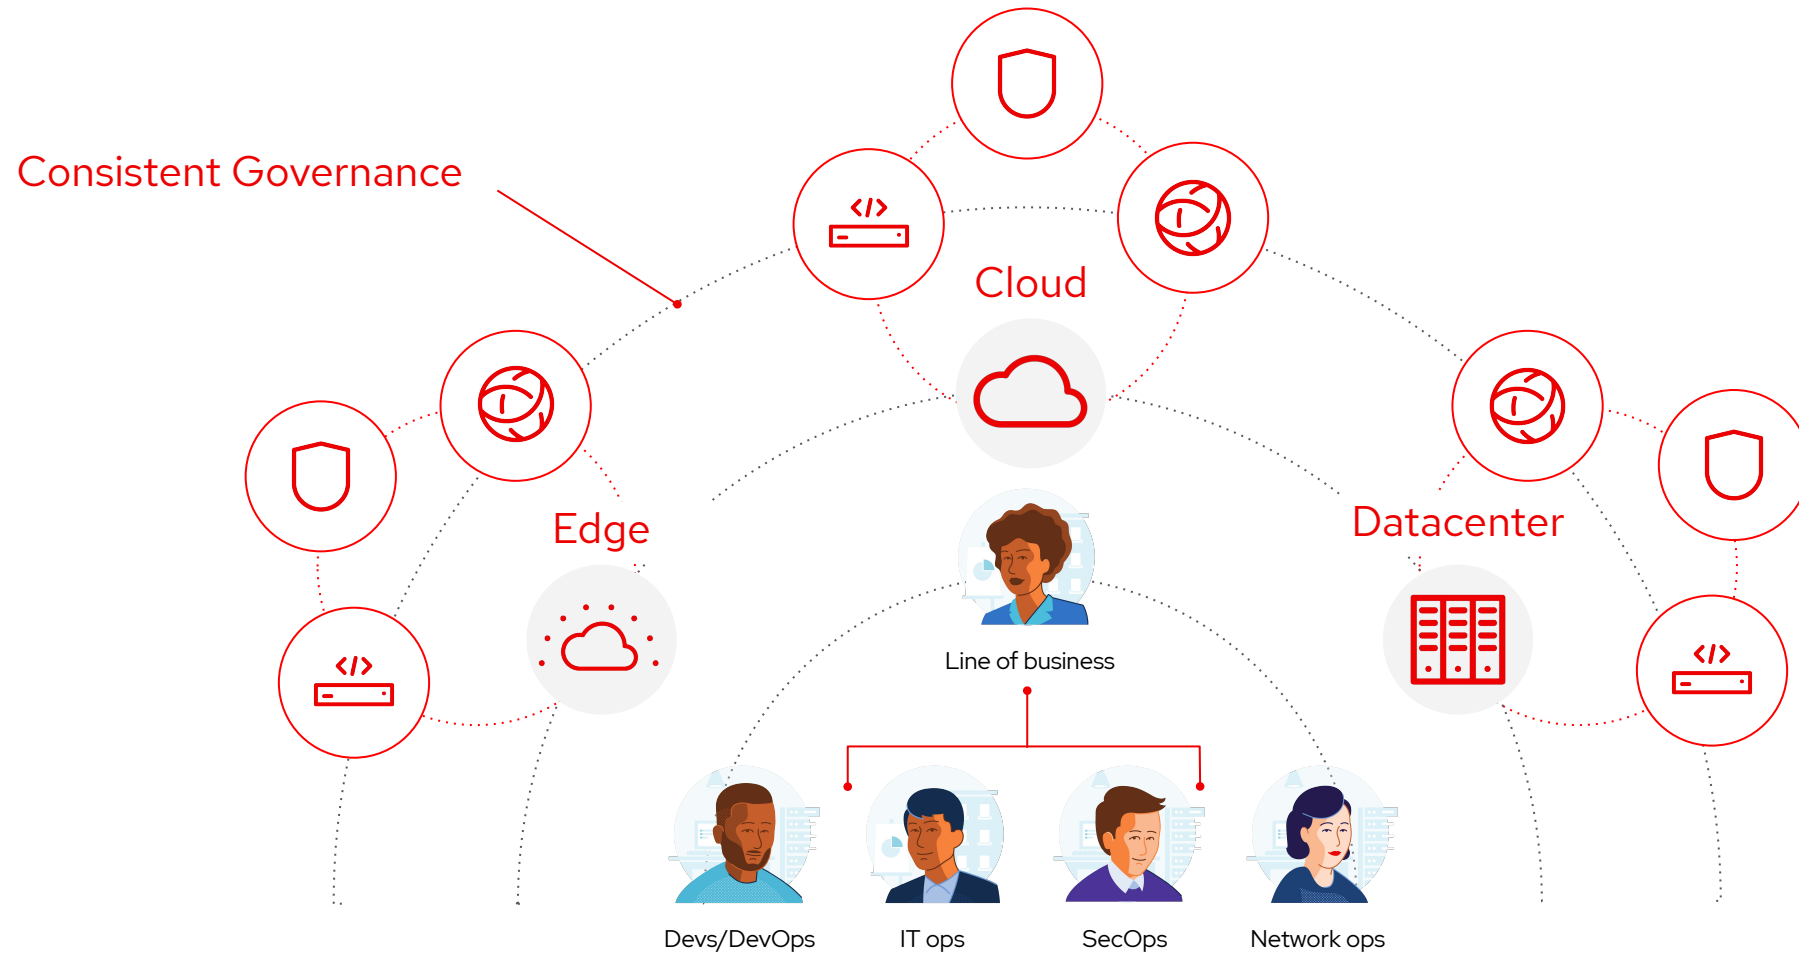 Consistent Governance
Cloud
Edge
Datacenter
Line of business
Devs/DevOps
IT ops
SecOps
Network ops